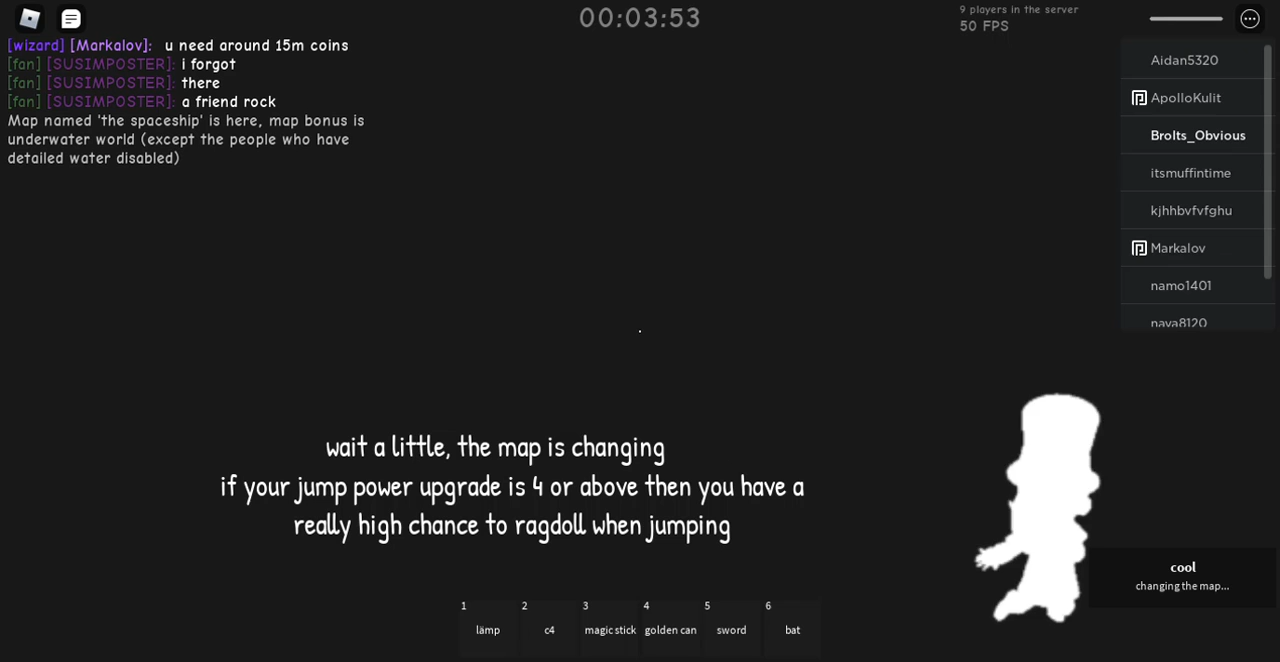 00:03:53
9 players in the server
50 FPS
[wizard] [Markalov]: u need around 15m coins
[fan] [SUSIMPOSTER]: i forgot
[fan] [SUSIMPOSTER]: there
[fan] [SUSIMPOSTER]: a friend rock
Map named 'the spaceship' is here, map bonus is
underwater world (except the people who have
detailed water disabled)
Aidan5320
ApolloKulit
Brolts_Obvious
itsmuffintime
kjhhbvfvfghu
Markalov
namo1401
nava8120
wait a little, the map is changing
if your jump power upgrade is 4 or above then you have a
really high chance to ragdoll when jumping
cool
changing the map...
1 lämp
2 c4
3 magic stick
4 golden can
5 sword
6 bat